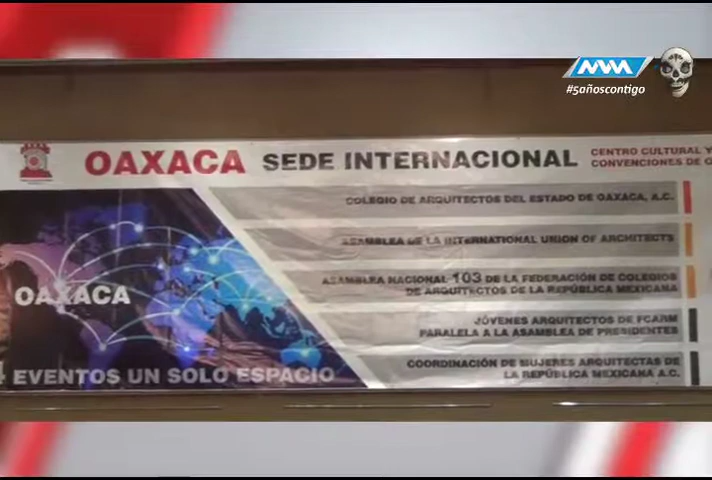 MVM
#5añoscontigo
OAXACA SEDE INTERNACIONAL
CENTRO CULTURAL Y
CONVENCIONES DE O
COLEGIO DE ARQUITECTOS DEL ESTADO DE OAXACA, A.C.
ASAMBLEA DE LA INTERNATIONAL UNION OF ARCHITECTS
ASAMBLEA NACIONAL 103 DE LA FEDERACIÓN DE COLEGIOS
DE ARQUITECTOS DE LA REPÚBLICA MEXICANA
JÓVENES ARQUITECTOS DE FCARM
PARALELA A LA ASAMBLEA DE PRESIDENTES
COORDINACIÓN DE MUJERES ARQUITECTAS DE
LA REPÚBLICA MEXICANA A.C.
OAXACA
4 EVENTOS UN SOLO ESPACIO